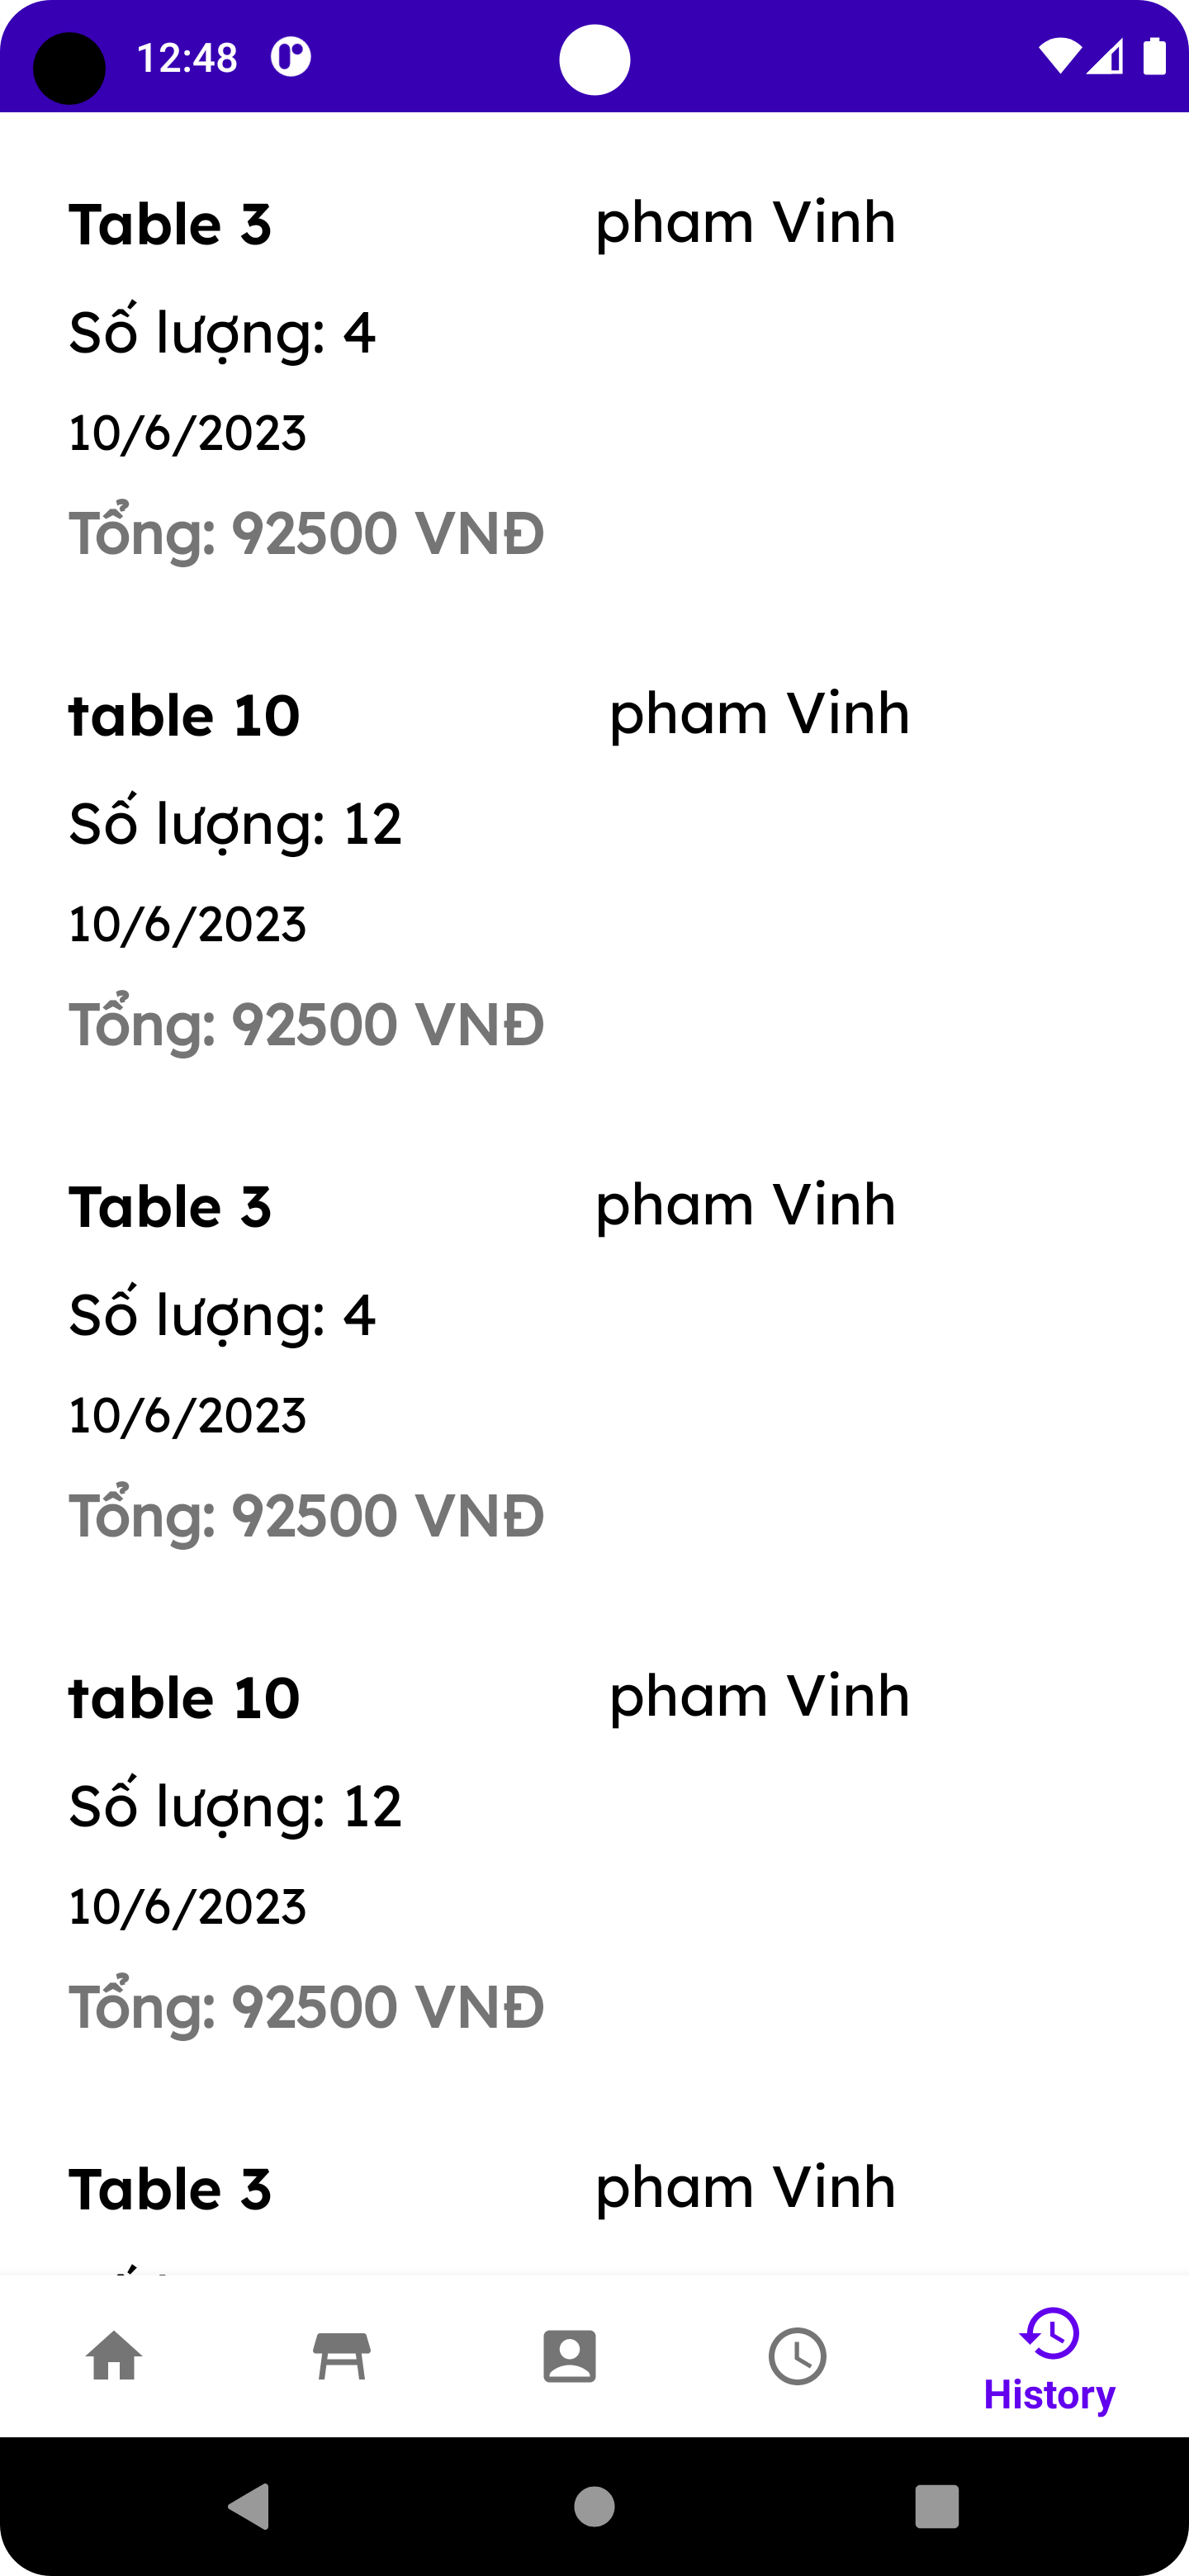 12:48
Table 3 pham Vinh
Số lượng: 4
10/6/2023
Tổng: 92500 VNĐ
table 10 pham Vinh
Số lượng: 12
10/6/2023
Tổng: 92500 VNĐ
Table 3 pham Vinh
Số lượng: 4
10/6/2023
Tổng: 92500 VNĐ
table 10 pham Vinh
Số lượng: 12
10/6/2023
Tổng: 92500 VNĐ
Table 3 pham Vinh
History